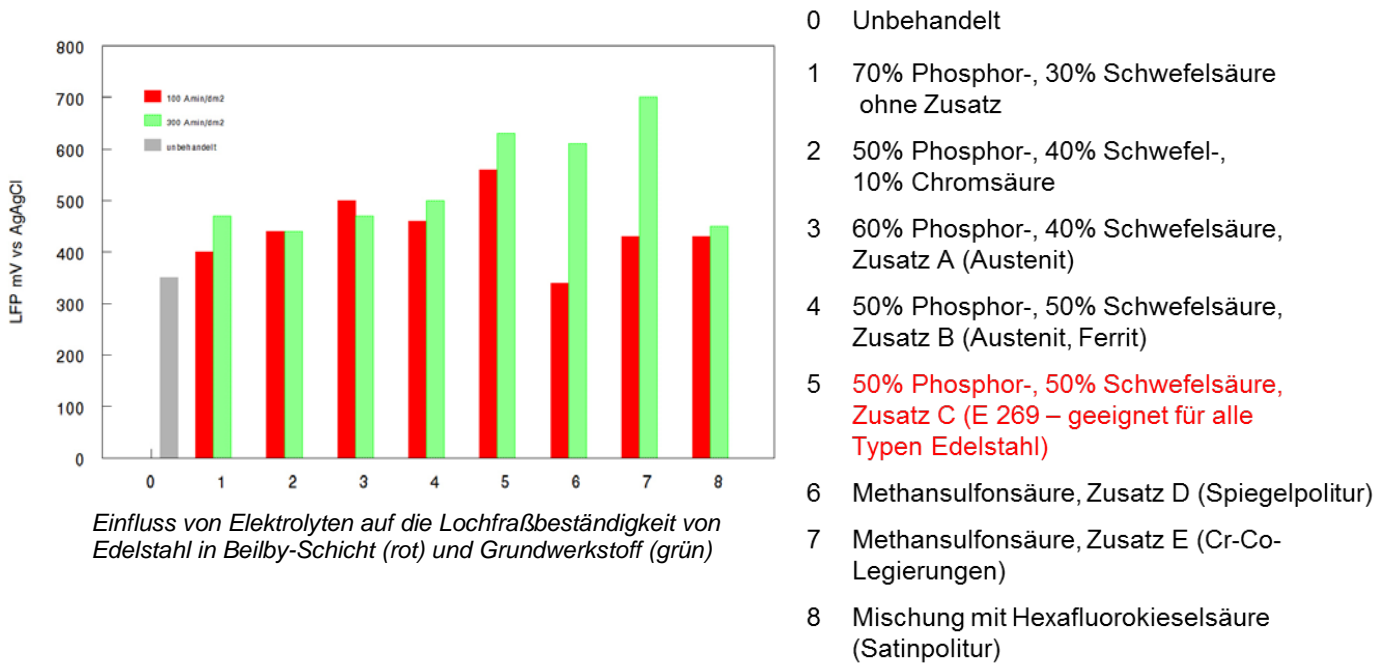 800
700
600
500
400
300
200
100
0
LFP mV vs AgAgCl
100 Amin/dm2
300 Amin/dm2
unbehandelt
0 1 2 3 4 5 6 7 8
Einfluss von Elektrolyten auf die Lochfraßbeständigkeit von
Edelstahl in Beilby-Schicht (rot) und Grundwerkstoff (grün)
0 Unbehandelt
1 70% Phosphor-, 30% Schwefelsäure
ohne Zusatz
2 50% Phosphor-, 40% Schwefel-,
10% Chromsäure
3 60% Phosphor-, 40% Schwefelsäure,
Zusatz A (Austenit)
4 50% Phosphor-, 50% Schwefelsäure,
Zusatz B (Austenit, Ferrit)
5 50% Phosphor-, 50% Schwefelsäure,
Zusatz C (E 269 – geeignet für alle
Typen Edelstahl)
6 Methansulfonsäure, Zusatz D (Spiegelpolitur)
7 Methansulfonsäure, Zusatz E (Cr-Co-
Legierungen)
8 Mischung mit Hexafluorokieselsäure
(Satinpolitur)